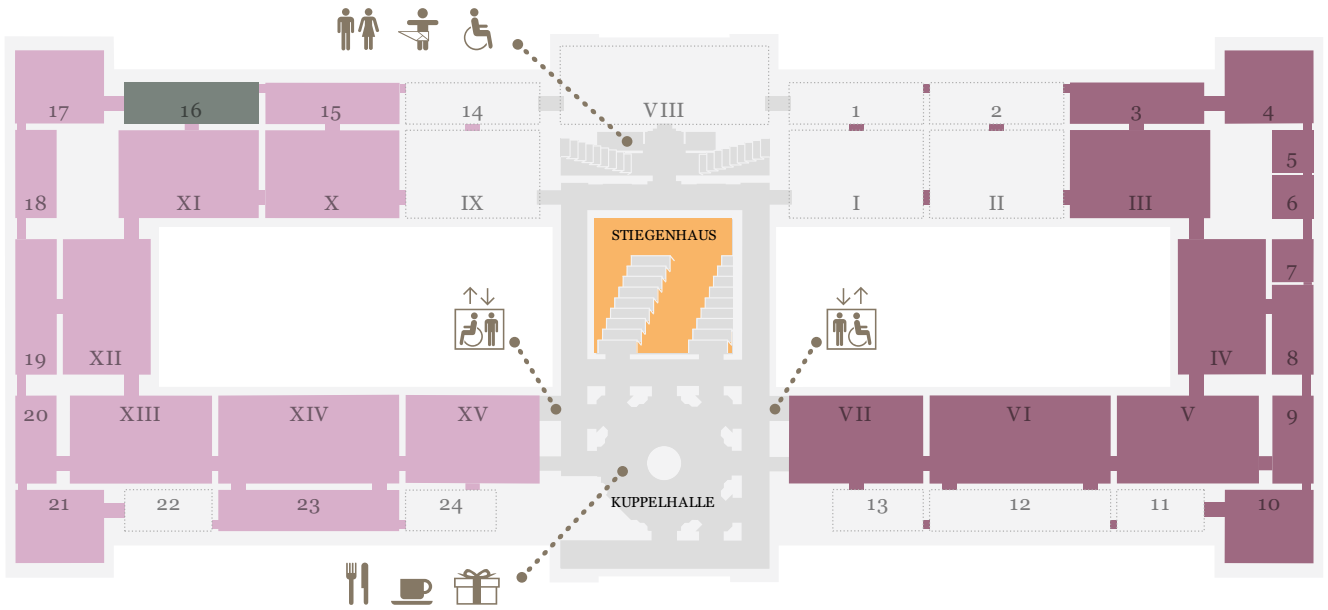 17
16
15
14
VIII
1
2
3
4
5
18
XI
X
IX
I
II
III
6
STIEGENHAUS
7
19
XII
IV
8
20
XIII
XIV
XV
VII
VI
V
9
21
22
23
24
KUPPELHALLE
13
12
11
10